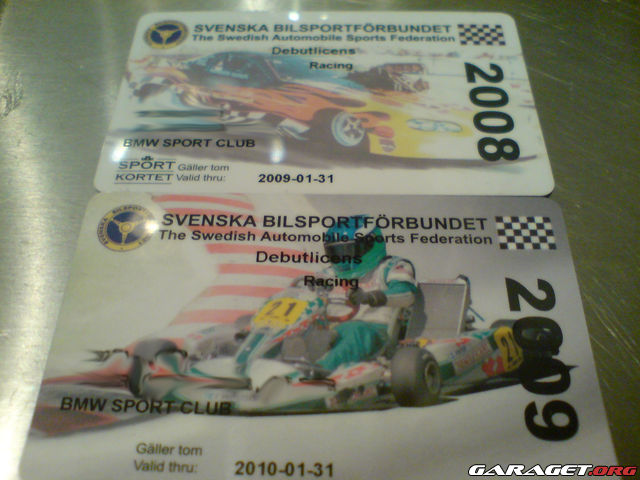 SVENSKA BILSPORTFÖRBUNDET
The Swedish Automobile Sports Federation
Debutlicens
Racing
2008
BMW SPORT CLUB
SPORT
KORTET
Gäller tom
Valid thru: 2009-01-31
SVENSKA BILSPORTFÖRBUNDET
The Swedish Automobile Sports Federation
Debutlicens
Racing
2009
21
21
BMW SPORT CLUB
Gäller tom
Valid thru: 2010-01-31
GARAGET.ORG